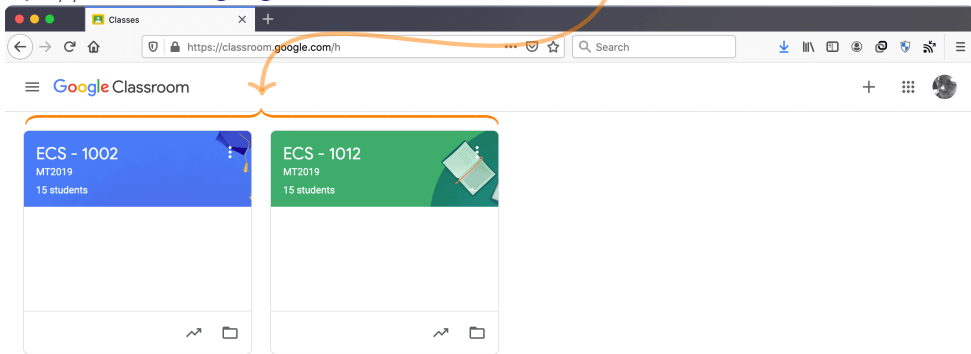 Classes
https://classroom.google.com/h
Search
Google Classroom
ECS - 1002
MT2019
15 students
ECS - 1012
MT2019
15 students